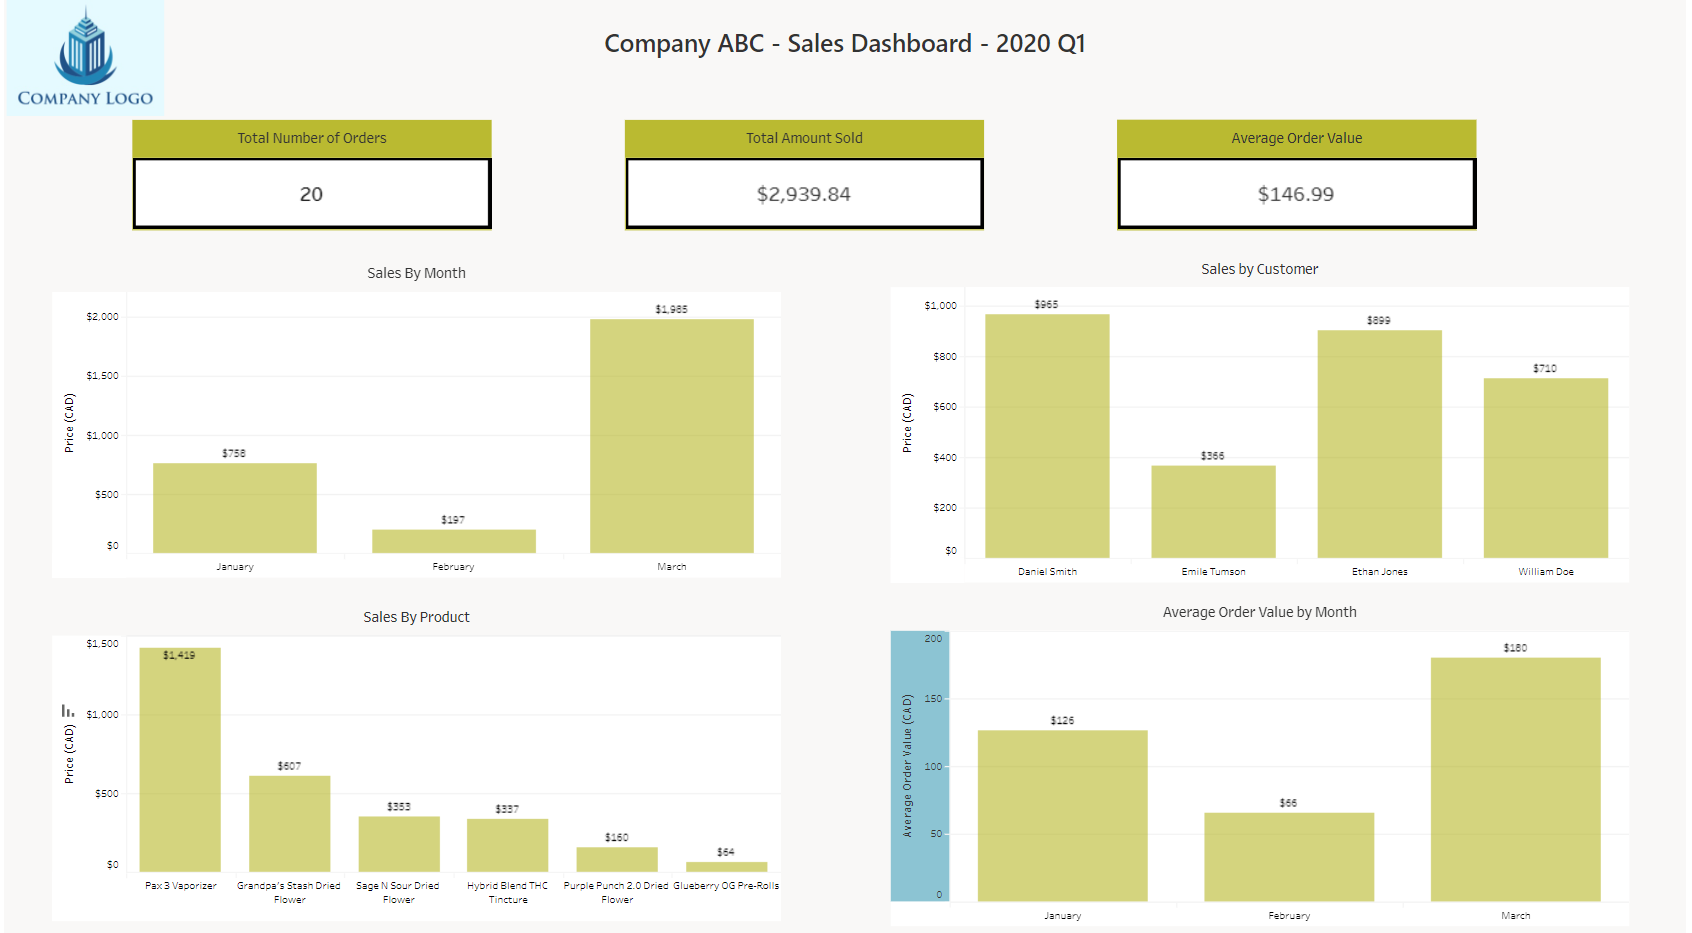 COMPANY LOGO
Company ABC - Sales Dashboard - 2020 Q1
Total Number of Orders
20
Total Amount Sold
$2,939.84
Average Order Value
$146.99
Sales By Month
Price (CAD)
$2,000
$1,500
$1,000
$500
$0
$758
$197
$1,985
January
February
March
Sales by Customer
Price (CAD)
$1,000
$800
$600
$400
$200
$0
$965
$366
$899
$710
Daniel Smith
Emile Tumson
Ethan Jones
William Doe
Sales By Product
Price (CAD)
$1,500
$1,000
$500
$0
$1,419
$607
$353
$337
$160
$64
Pax 3 Vaporizer
Grandpa's Stash Dried
Flower
Sage N Sour Dried
Flower
Hybrid Blend THC
Tincture
Purple Punch 2.0 Dried
Flower
Glueberry OG Pre-Rolls
Average Order Value by Month
Average Order Value (CAD)
200
150
100
50
0
$126
$66
$180
January
February
March